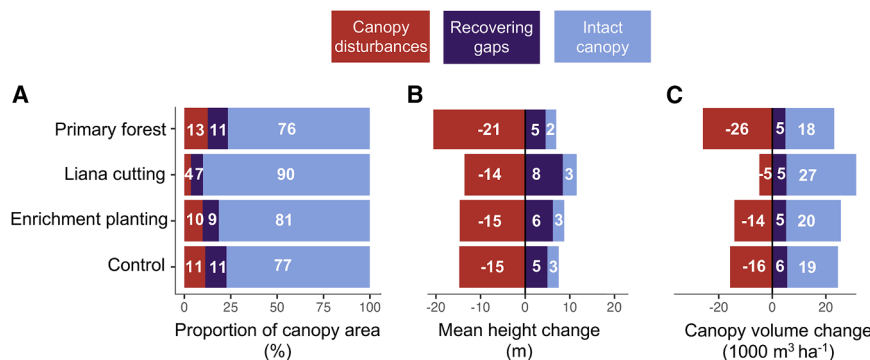 Canopy disturbances
Recovering gaps
Intact canopy
A
Primary forest
Liana cutting
Enrichment planting
Control
13 11 76
4 7 90
10 9 81
11 11 77
0 25 50 75 100
Proportion of canopy area
(%)
B
-21 5 2
-14 8 3
-15 6 3
-15 5 3
-20 -10 0 10 20
Mean height change
(m)
C
-26 5 18
-5 5 27
-14 5 20
-16 6 19
-20 0 20
Canopy volume change
(1000 m³ ha⁻¹)